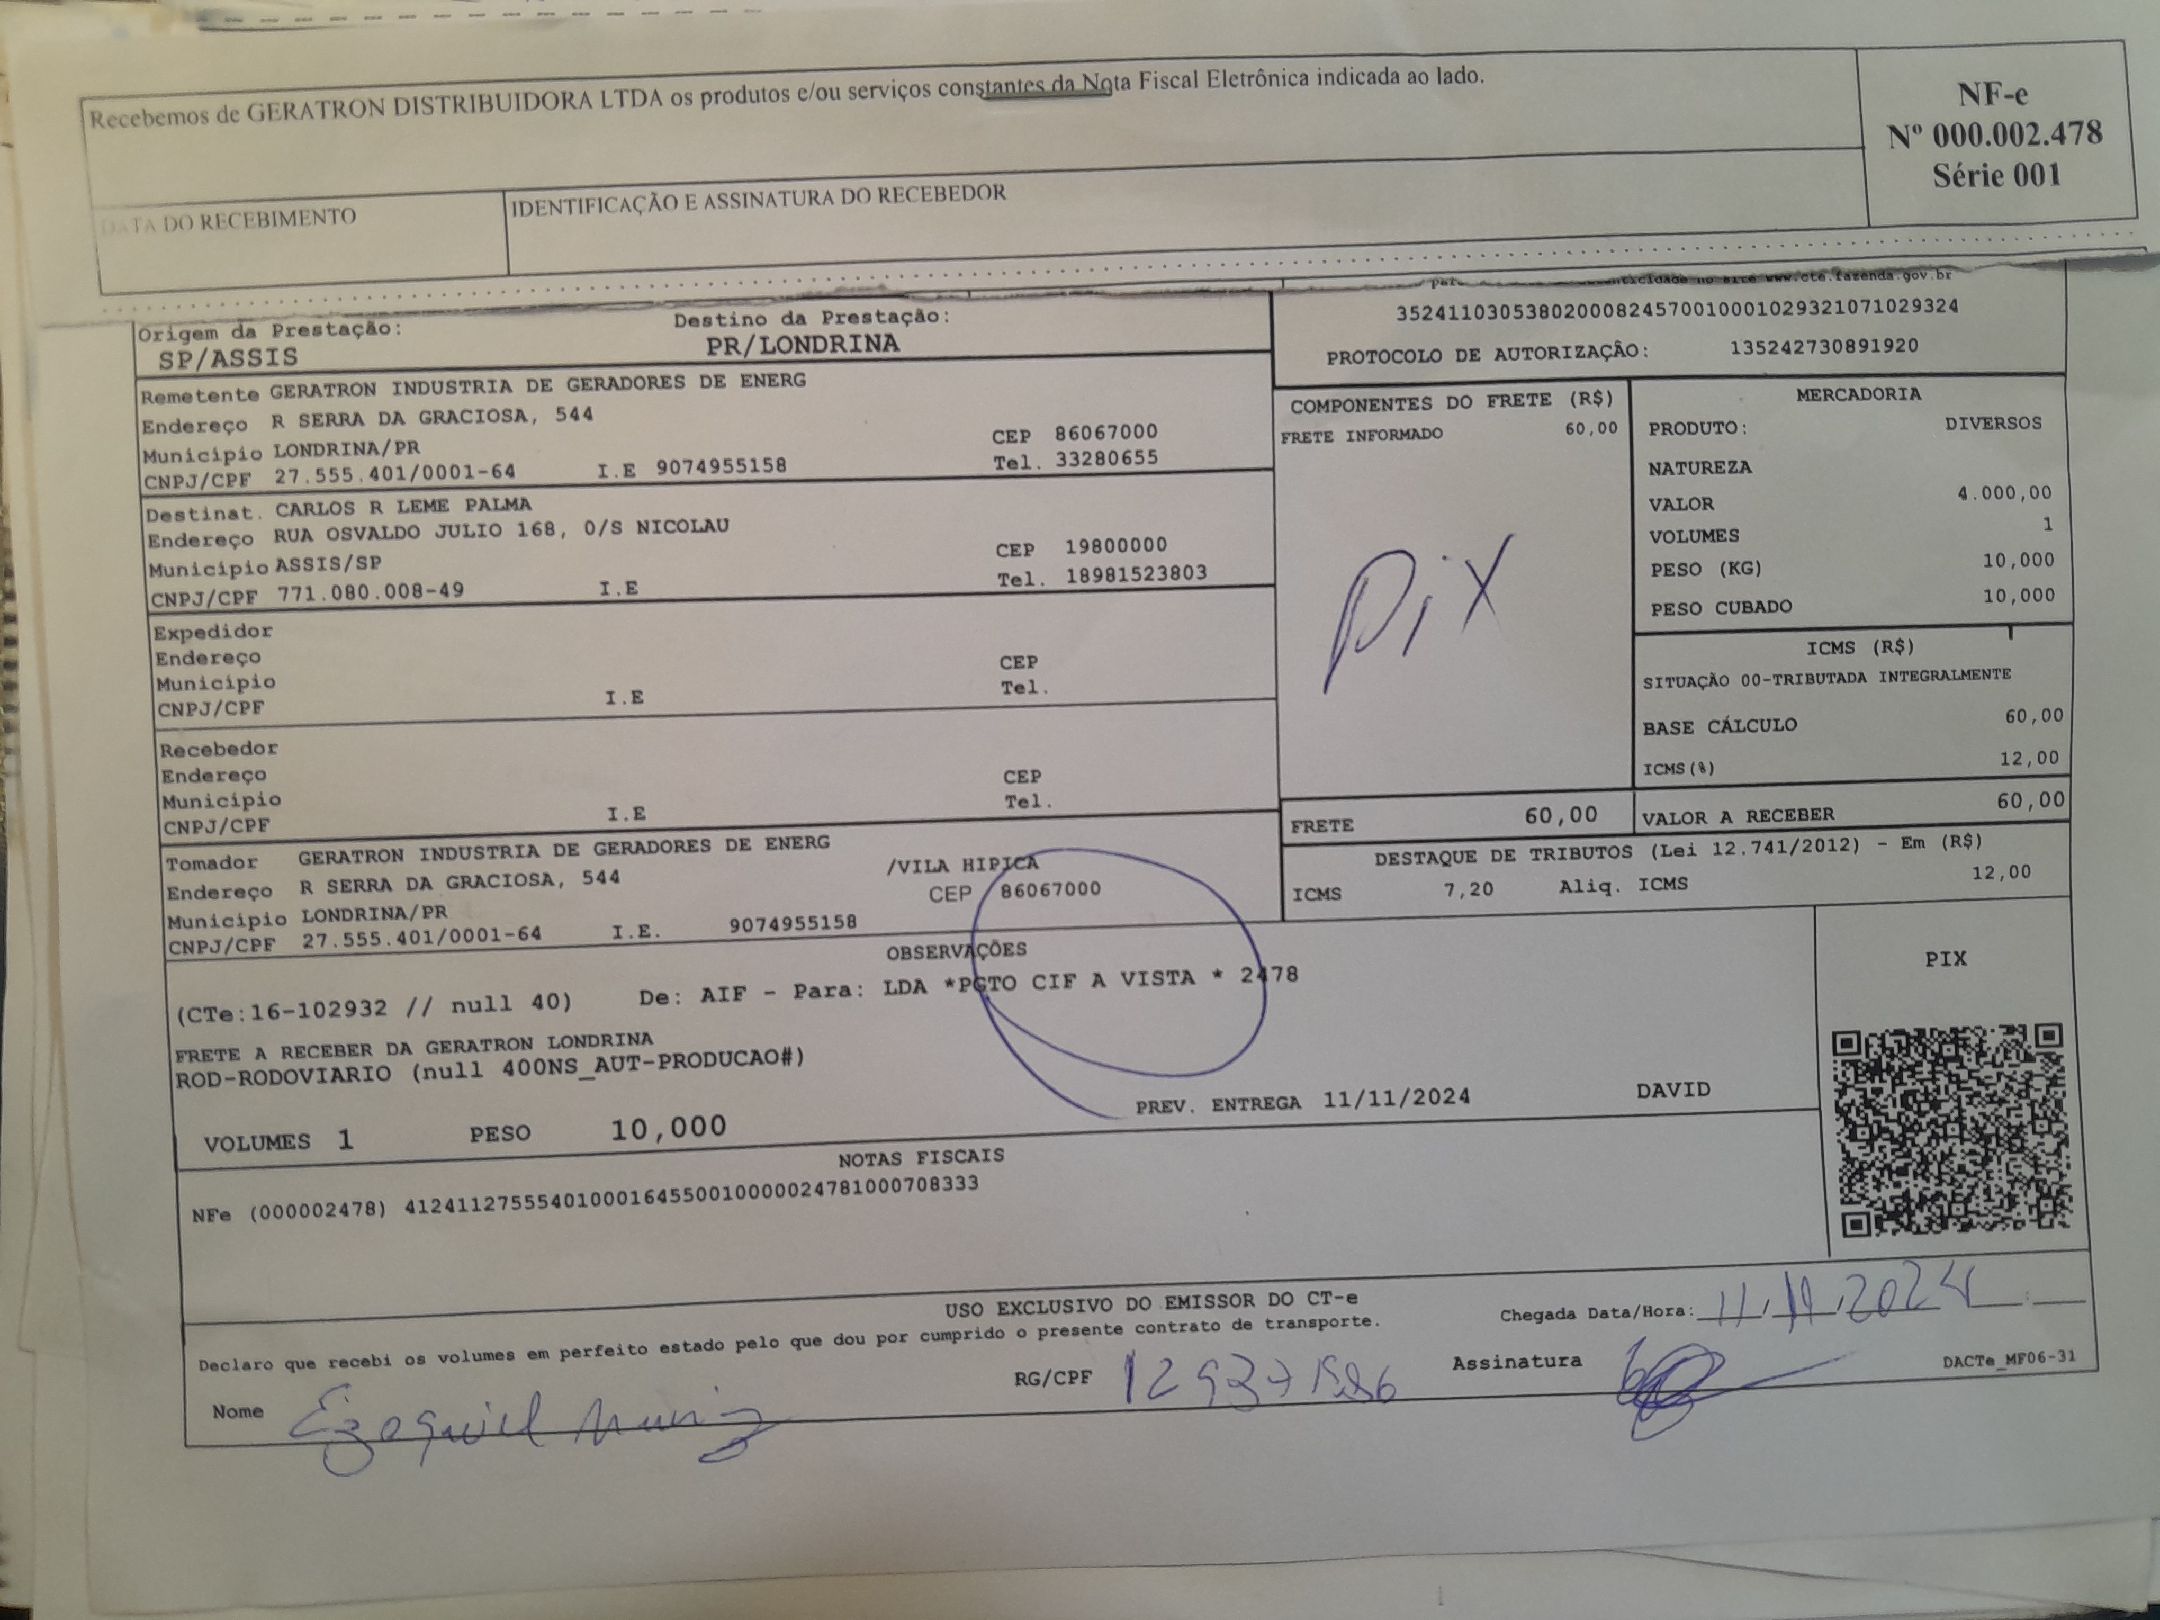 Recebemos de GERATRON DISTRIBUIDORA LTDA os produtos e/ou serviços constantes da Nota Fiscal Eletrônica indicada ao lado.
NF-e
Nº 000.002.478
Série 001
DATA DO RECEBIMENTO
IDENTIFICAÇÃO E ASSINATURA DO RECEBEDOR
no site www.cte.fazenda.gov.br
Origem da Prestação: Destino da Prestação:
SP/ASSIS PR/LONDRINA
35241103053802000824570010001029321071029324
PROTOCOLO DE AUTORIZAÇÃO: 135242730891920
Remetente GERATRON INDUSTRIA DE GERADORES DE ENERG
Endereço R SERRA DA GRACIOSA, 544
Município LONDRINA/PR CEP 86067000
CNPJ/CPF 27.555.401/0001-64 I.E 9074955158 Tel. 33280655
Destinat. CARLOS R LEME PALMA
Endereço RUA OSVALDO JULIO 168, 0/S NICOLAU
Município ASSIS/SP CEP 19800000
CNPJ/CPF 771.080.008-49 I.E Tel. 18981523803
Expedidor
Endereço
Município CEP
CNPJ/CPF I.E Tel.
Recebedor
Endereço
Município CEP
CNPJ/CPF I.E Tel.
Tomador GERATRON INDUSTRIA DE GERADORES DE ENERG
Endereço R SERRA DA GRACIOSA, 544 /VILA HIPICA
Município LONDRINA/PR CEP 86067000
CNPJ/CPF 27.555.401/0001-64 I.E. 9074955158
COMPONENTES DO FRETE (R$)
FRETE INFORMADO 60,00
Pix
MERCADORIA
PRODUTO: DIVERSOS
NATUREZA
VALOR 4.000,00
VOLUMES 1
PESO (KG) 10,000
PESO CUBADO 10,000
ICMS (R$)
SITUAÇÃO 00-TRIBUTADA INTEGRALMENTE
BASE CÁLCULO 60,00
ICMS(%) 12,00
FRETE 60,00 VALOR A RECEBER 60,00
DESTAQUE DE TRIBUTOS (Lei 12.741/2012) - Em (R$)
ICMS 7,20 Aliq. ICMS 12,00
OBSERVAÇÕES
(CTe:16-102932 // null 40) De: AIF - Para: LDA *PGTO CIF A VISTA * 2478
FRETE A RECEBER DA GERATRON LONDRINA
ROD-RODOVIARIO (null 400NS_AUT-PRODUCAO#)
PREV. ENTREGA 11/11/2024 DAVID
VOLUMES 1 PESO 10,000
PIX
NOTAS FISCAIS
NFe (000002478) 41241127555401000164550010000024781000708333
USO EXCLUSIVO DO EMISSOR DO CT-e
Declaro que recebi os volumes em perfeito estado pelo que dou por cumprido o presente contrato de transporte.
Chegada Data/Hora: 11/11/2024
Nome Ezequiel Muniz RG/CPF Assinatura
DACTe_MF06-31